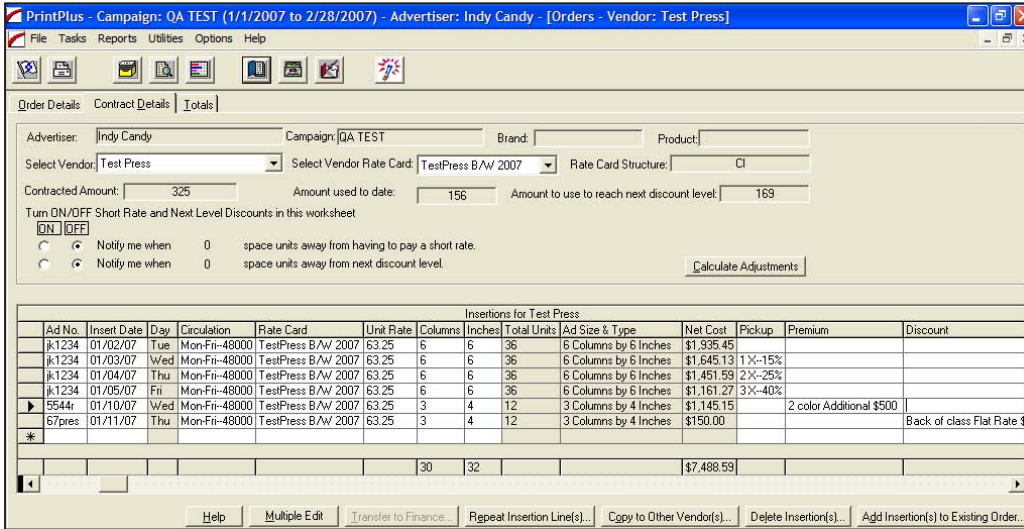 PrintPlus - Campaign: QA TEST (1/1/2007 to 2/28/2007) - Advertiser: Indy Candy - [Orders - Vendor: Test Press]
File Tasks Reports Utilities Options Help
Order Details Contract Details Totals
Advertiser: Indy Candy Campaign: QA TEST Brand: Product:
Select Vendor: Test Press Select Vendor Rate Card: TestPress B/W 2007 Rate Card Structure: CI
Contracted Amount: 325 Amount used to date: 156 Amount to use to reach next discount level: 169
Turn ON/OFF Short Rate and Next Level Discounts in this worksheet
ON OFF
Notify me when 0 space units away from having to pay a short rate.
Notify me when 0 space units away from next discount level.
Calculate Adjustments
Insertions for Test Press
Ad No. Insert Date Day Circulation Rate Card Unit Rate Columns Inches Total Units Ad Size & Type Net Cost Pickup Premium Discount
jk1234 01/02/07 Tue Mon-Fri--48000 TestPress B/W 2007 63.25 6 6 36 6 Columns by 6 Inches $1,935.45
jk1234 01/03/07 Wed Mon-Fri--48000 TestPress B/W 2007 63.25 6 6 36 6 Columns by 6 Inches $1,645.13 1 X--15%
jk1234 01/04/07 Thu Mon-Fri--48000 TestPress B/W 2007 63.25 6 6 36 6 Columns by 6 Inches $1,451.59 2 X--25%
jk1234 01/05/07 Fri Mon-Fri--48000 TestPress B/W 2007 63.25 6 6 36 6 Columns by 6 Inches $1,161.27 3 X--40%
5544r 01/10/07 Wed Mon-Fri--48000 TestPress B/W 2007 63.25 3 4 12 3 Columns by 4 Inches $1,145.15 2 color Additional $500
67pres 01/11/07 Thu Mon-Fri--48000 TestPress B/W 2007 63.25 3 4 12 3 Columns by 4 Inches $150.00 Back of class Flat Rate $
30 32 $7,488.59
Help Multiple Edit Transfer to Finance... Repeat Insertion Line(s)... Copy to Other Vendor(s)... Delete Insertion(s)... Add Insertion(s) to Existing Order...